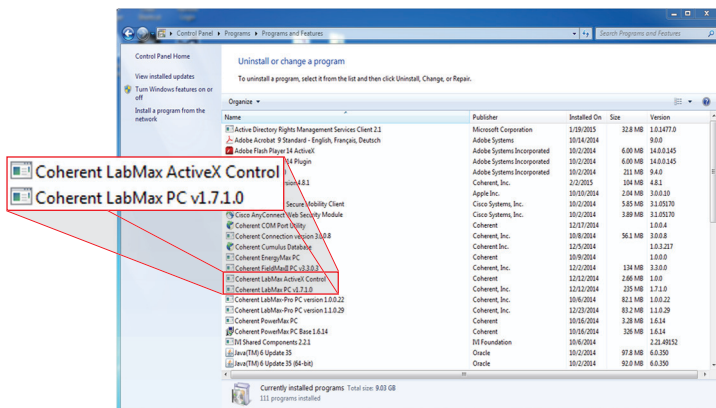 Control Panel ▸ Programs ▸ Programs and Features
Search Programs and Features
Control Panel Home
View installed updates
Turn Windows features on or
off
Install a program from the
network
Uninstall or change a program
To uninstall a program, select it from the list and then click Uninstall, Change, or Repair.
Organize
Name Publisher Installed On Size Version
Active Directory Rights Management Services Client 2.1 Microsoft Corporation 1/19/2015 32.8 MB 1.0.1477.0
Adobe Acrobat 9 Standard - English, Français, Deutsch Adobe Systems 10/14/2014 9.0.0
Adobe Flash Player 14 ActiveX Adobe Systems Incorporated 10/2/2014 6.00 MB 14.0.0.145
14 Plugin Adobe Systems Incorporated 10/2/2014 6.00 MB 14.0.0.145
Adobe Systems Incorporated 10/2/2014 211 MB 9.4.0
4.8.1 Coherent, Inc. 2/2/2015 104 MB 4.8.1
Apple Inc. 10/10/2014 2.04 MB 3.0.0.10
Secure Mobility Client Cisco Systems, Inc. 10/2/2014 5.85 MB 3.1.05170
Cisco AnyConnect Web Security Module Cisco Systems, Inc. 10/2/2014 3.89 MB 3.1.05170
Coherent COM Port Utility Coherent 12/17/2014 1.0.0.4
Coherent Connection version 3.0.0.8 Coherent, Inc. 10/8/2014 56.1 MB 3.0.0.8
Coherent Cumulus Database Coherent Inc. 12/5/2014 1.0.3.217
Coherent EnergyMax PC Coherent 10/9/2014 1.0.0.0
Coherent FieldMaxII PC v3.3.0.3 Coherent, Inc. 12/2/2014 134 MB 3.3.0.0
Coherent LabMax ActiveX Control Coherent, Inc. 12/12/2014 2.66 MB 1.0.0
Coherent LabMax PC v1.7.1.0 Coherent, Inc. 12/12/2014 235 MB 1.7.1.0
Coherent LabMax-Pro PC version 1.0.0.22 Coherent, Inc. 10/6/2014 82.1 MB 1.0.0.22
Coherent LabMax-Pro PC version 1.1.0.29 Coherent, Inc. 12/23/2014 83.2 MB 1.1.0.29
Coherent PowerMax PC Coherent 10/16/2014 3.28 MB 1.6.14
Coherent PowerMax PC Base 1.6.14 Coherent 10/16/2014 326 MB 1.6.14
IVI Shared Components 2.2.1 IVI Foundation 10/6/2014 2.21.49152
Java(TM) 6 Update 35 Oracle 10/2/2014 97.8 MB 6.0.350
Java(TM) 6 Update 35 (64-bit) Oracle 10/2/2014 92.0 MB 6.0.350
Coherent LabMax ActiveX Control
Coherent LabMax PC v1.7.1.0
Currently installed programs Total size: 9.03 GB
111 programs installed